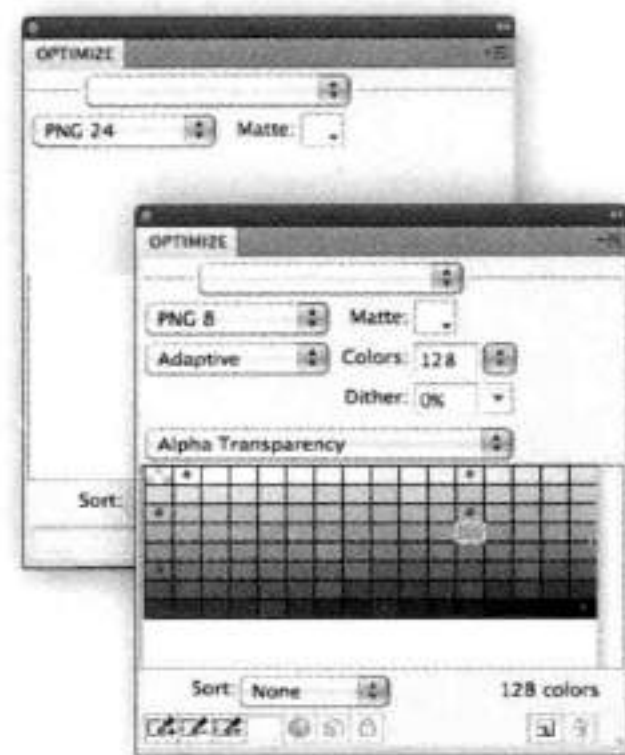 OPTIMIZE
PNG 24
Matte:
Sort:
OPTIMIZE
PNG 8
Matte:
Adaptive
Colors: 128
Dither: 0%
Alpha Transparency
Sort: None
128 colors